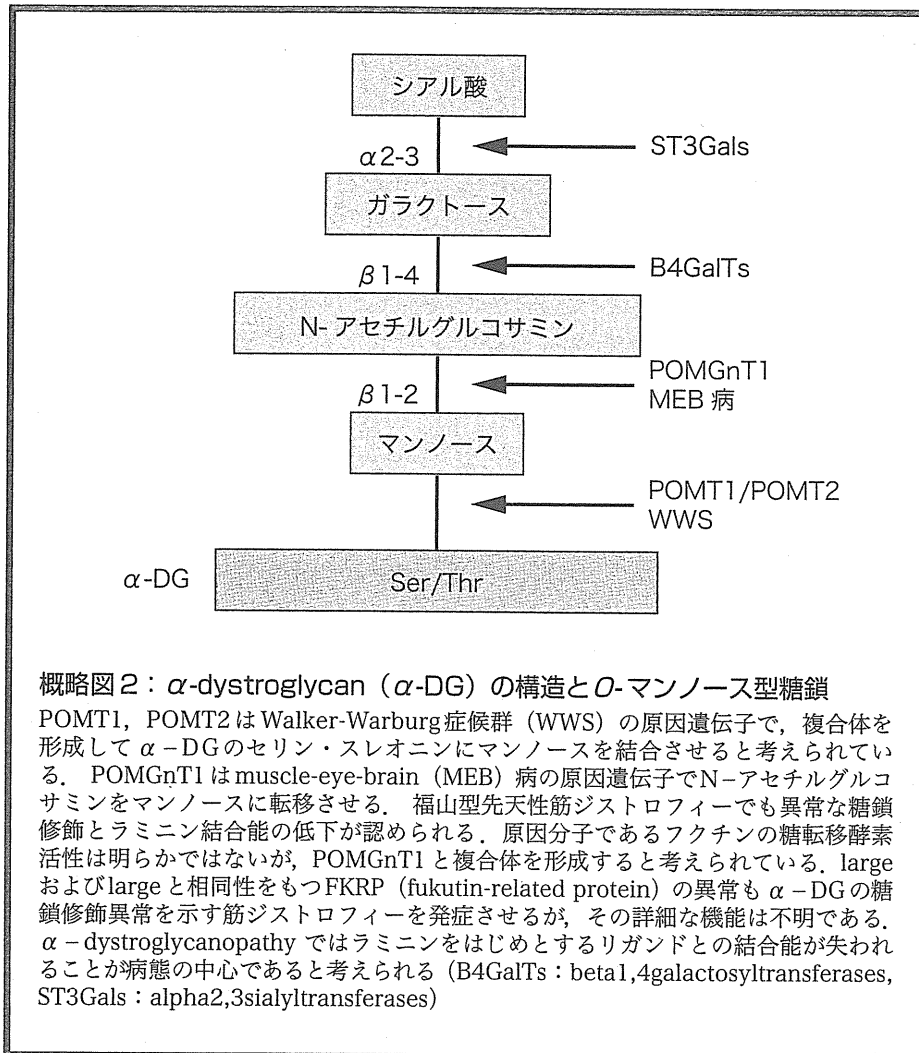 シアル酸
α2-3
ST3Gals
ガラクトース
β1-4
B4GalTs
N- アセチルグルコサミン
β1-2
POMGnT1
MEB 病
マンノース
POMT1/POMT2
WWS
α-DG
Ser/Thr
概略図2：α-dystroglycan（α-DG）の構造とO-マンノース型糖鎖
POMT1，POMT2はWalker-Warburg症候群（WWS）の原因遺伝子で，複合体を
形成してα−DGのセリン・スレオニンにマンノースを結合させると考えられてい
る．POMGnT1はmuscle-eye-brain（MEB）病の原因遺伝子でN−アセチルグルコ
サミンをマンノースに転移させる．福山型先天性筋ジストロフィーでも異常な糖鎖
修飾とラミニン結合能の低下が認められる．原因分子であるフクチンの糖転移酵素
活性は明らかではないが，POMGnT1と複合体を形成すると考えられている．large
およびlargeと相同性をもつFKRP（fukutin-related protein）の異常もα−DGの糖
鎖修飾異常を示す筋ジストロフィーを発症させるが，その詳細な機能は不明である．
α−dystroglycanopathyではラミニンをはじめとするリガンドとの結合能が失われ
ることが病態の中心であると考えられる（B4GalTs：beta1,4galactosyltransferases,
ST3Gals：alpha2,3sialyltransferases）